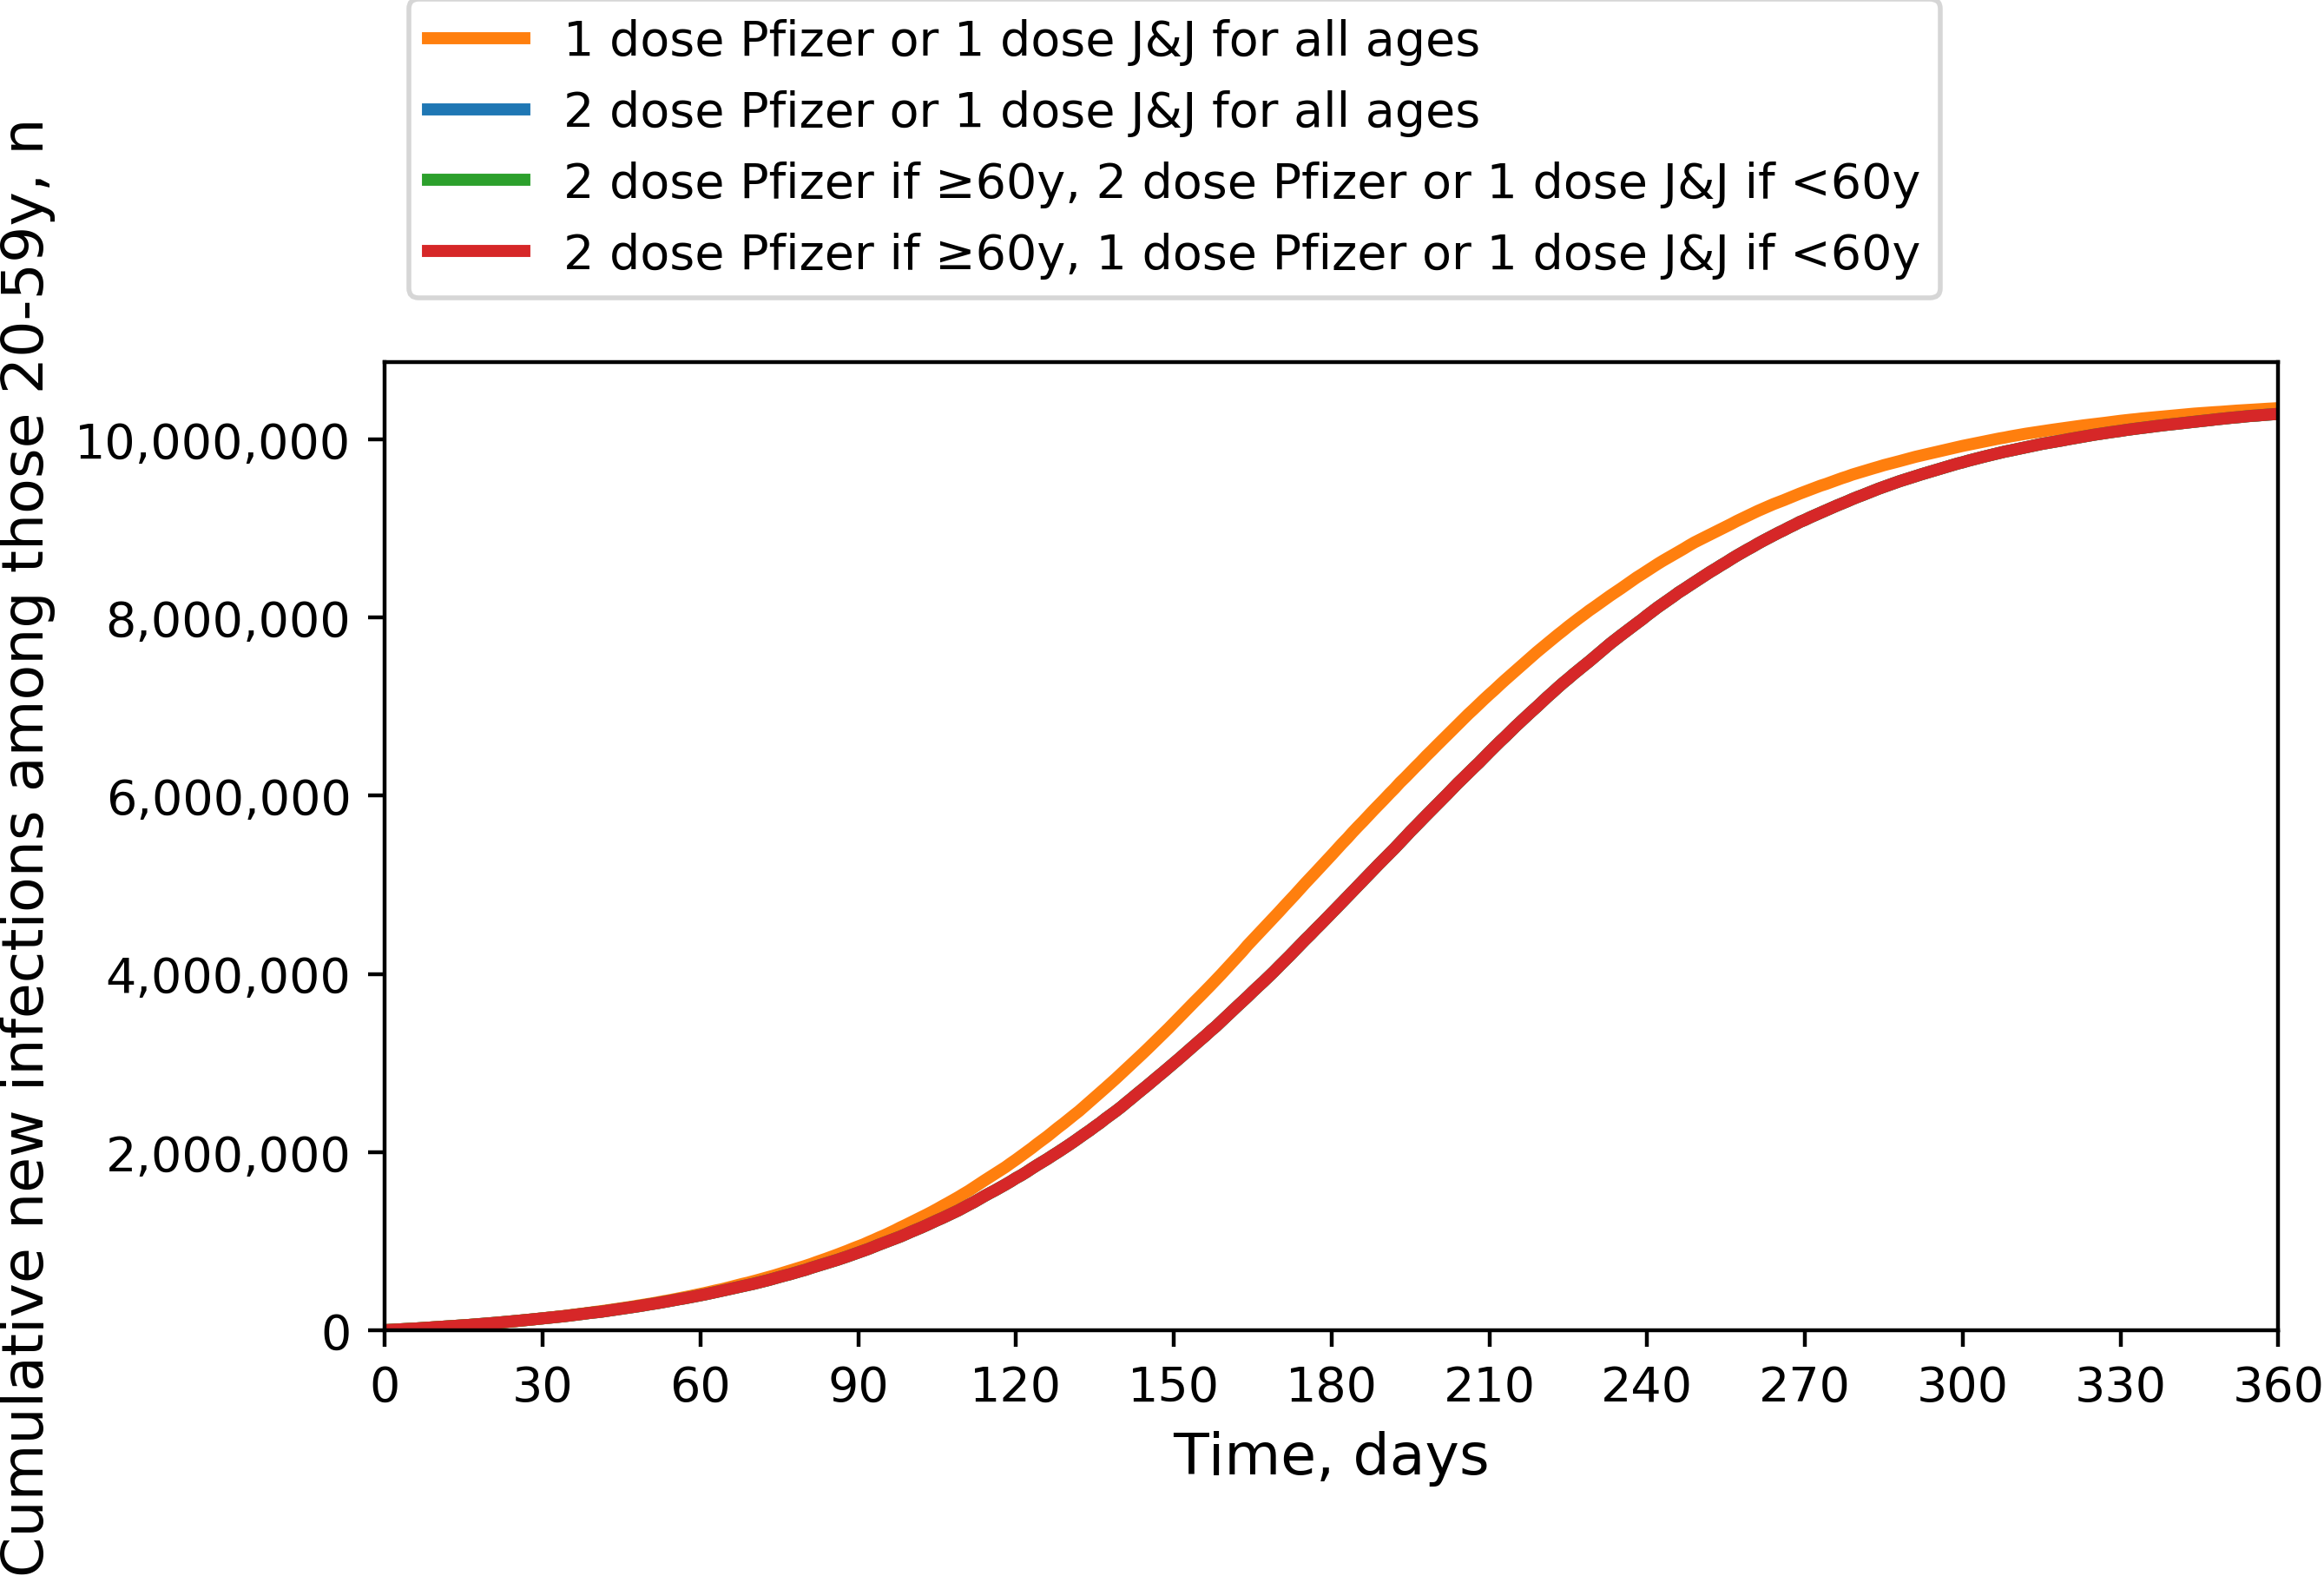 1 dose Pfizer or 1 dose J&J for all ages
2 dose Pfizer or 1 dose J&J for all ages
2 dose Pfizer if ≥60y, 2 dose Pfizer or 1 dose J&J if <60y
2 dose Pfizer if ≥60y, 1 dose Pfizer or 1 dose J&J if <60y
Cumulative new infections among those 20-59y, n
10,000,000
8,000,000
6,000,000
4,000,000
2,000,000
0
0 30 60 90 120 150 180 210 240 270 300 330 360
Time, days